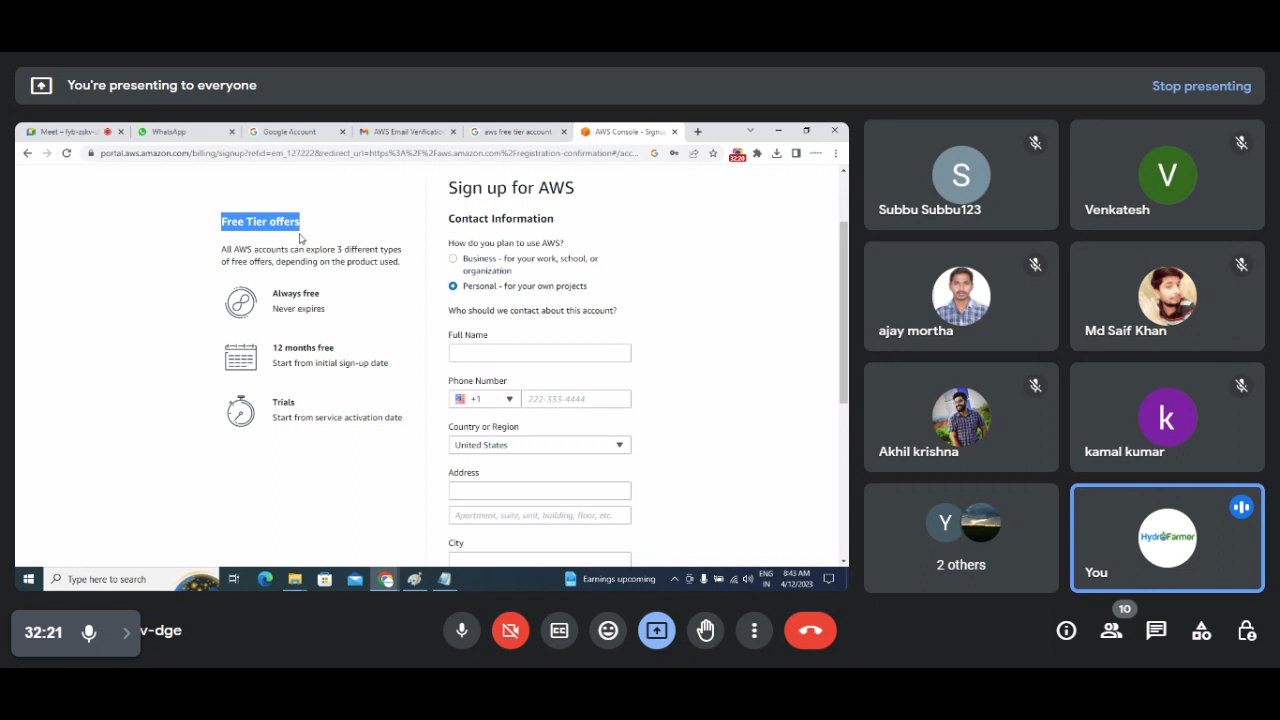 You're presenting to everyone
Stop presenting
Meet – fyb-zskv-d
WhatsApp
Google Account
AWS Email Verificatio
aws free tier account
AWS Console - Signup
portal.aws.amazon.com/billing/signup?refid=em_127222&redirect_url=https%3A%2F%2Faws.amazon.com%2Fregistration-confirmation#/acc...
32:20
Free Tier offers
All AWS accounts can explore 3 different types
of free offers, depending on the product used.
Always free
Never expires
12 months free
Start from initial sign-up date
Trials
Start from service activation date
Sign up for AWS
Contact Information
How do you plan to use AWS?
Business - for your work, school, or
organization
Personal - for your own projects
Who should we contact about this account?
Full Name
Phone Number
+1
222-333-4444
Country or Region
United States
Address
Apartment, suite, unit, building, floor, etc.
City
Type here to search
Earnings upcoming
ENG
IN
8:43 AM
4/12/2023
S
Subbu Subbu123
V
Venkatesh
ajay mortha
Md Saif Khan
Akhil krishna
k
kamal kumar
Y
2 others
HydroFarmer
You
32:21
v-dge
10